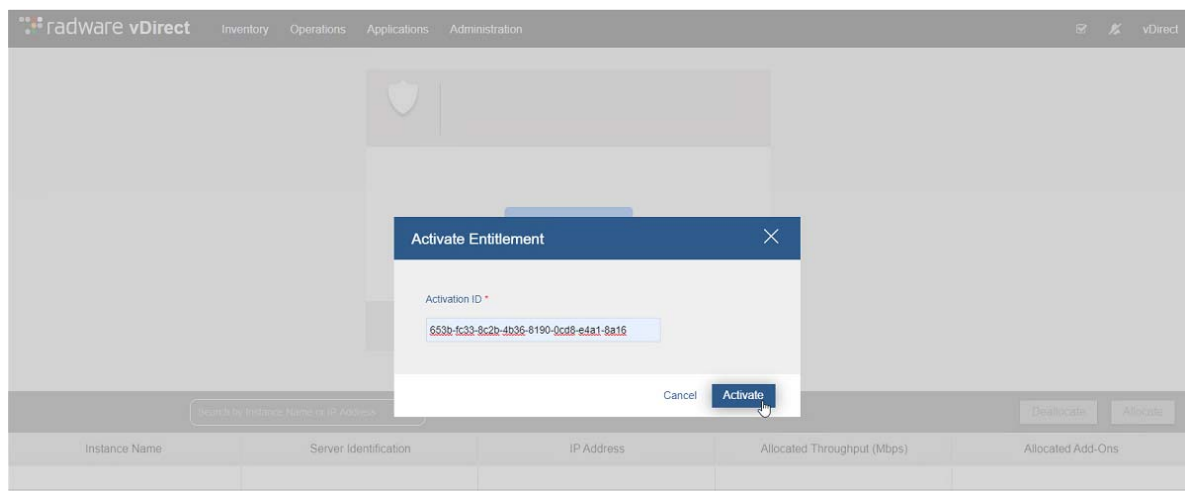 radware vDirect Inventory Operations Applications Administration vDirect
Activate Entitlement
Activation ID *
653b-fc33-8c2b-4b36-8190-0cd8-e4a1-8a16
Cancel Activate
Search by Instance Name or IP Address Deallocate Allocate
Instance Name Server Identification IP Address Allocated Throughput (Mbps) Allocated Add-Ons